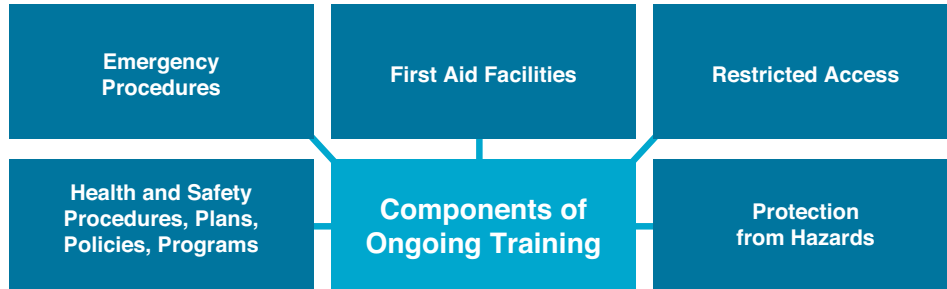 Emergency
Procedures
First Aid Facilities
Restricted Access
Health and Safety
Procedures, Plans,
Policies, Programs
Components of
Ongoing Training
Protection
from Hazards